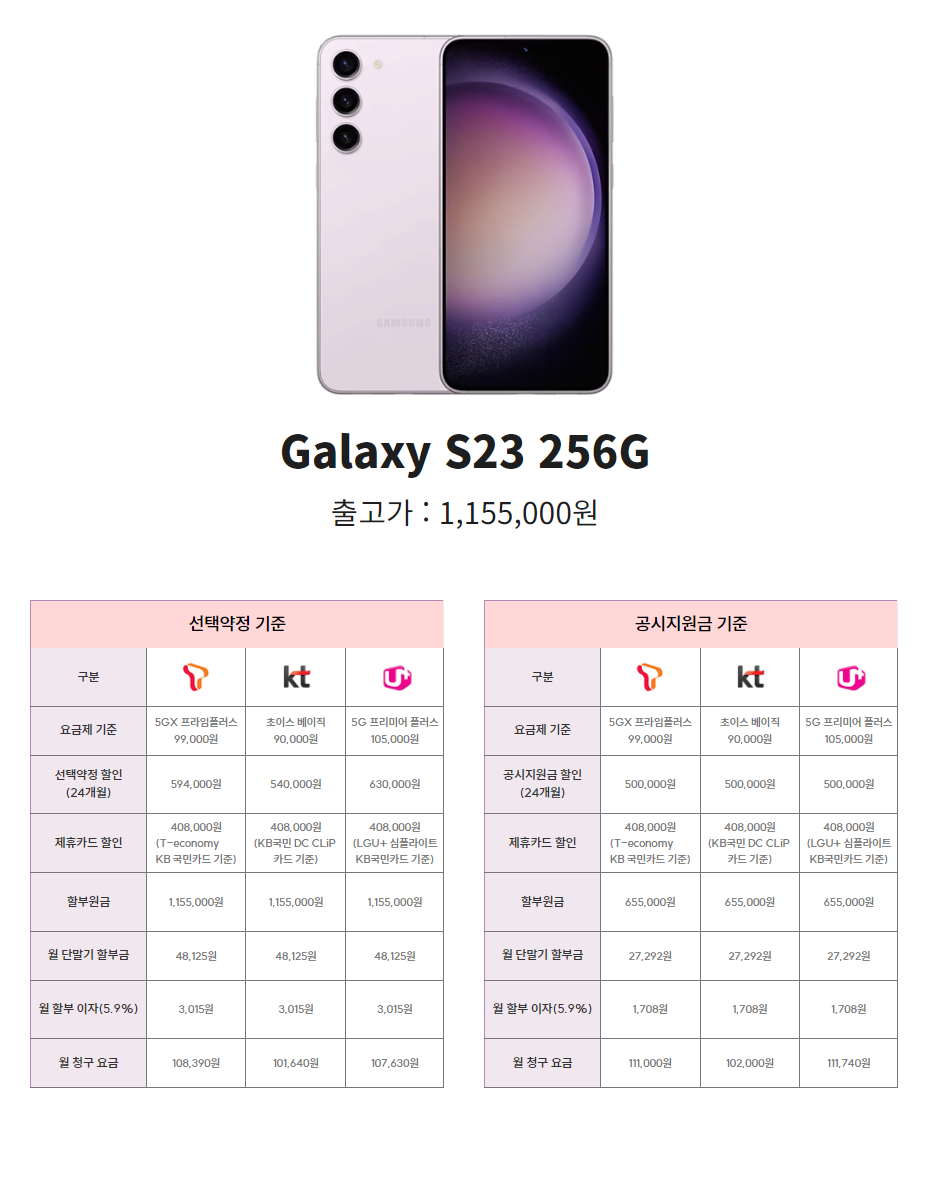 SAMSUNG
Galaxy S23 256G
출고가 : 1,155,000원
선택약정 기준
구분 T kt U+
요금제 기준 5GX 프라임플러스 99,000원 초이스 베이직 90,000원 5G 프리미어 플러스 105,000원
선택약정 할인 (24개월) 594,000원 540,000원 630,000원
제휴카드 할인 408,000원 (T-economy KB 국민카드 기준) 408,000원 (KB국민 DC CLiP 카드 기준) 408,000원 (LGU+ 심플라이트 KB국민카드 기준)
할부원금 1,155,000원 1,155,000원 1,155,000원
월 단말기 할부금 48,125원 48,125원 48,125원
월 할부 이자(5.9%) 3,015원 3,015원 3,015원
월 청구 요금 108,390원 101,640원 107,630원
공시지원금 기준
구분 T kt U+
요금제 기준 5GX 프라임플러스 99,000원 초이스 베이직 90,000원 5G 프리미어 플러스 105,000원
공시지원금 할인 (24개월) 500,000원 500,000원 500,000원
제휴카드 할인 408,000원 (T-economy KB 국민카드 기준) 408,000원 (KB국민 DC CLiP 카드 기준) 408,000원 (LGU+ 심플라이트 KB국민카드 기준)
할부원금 655,000원 655,000원 655,000원
월 단말기 할부금 27,292원 27,292원 27,292원
월 할부 이자(5.9%) 1,708원 1,708원 1,708원
월 청구 요금 111,000원 102,000원 111,740원